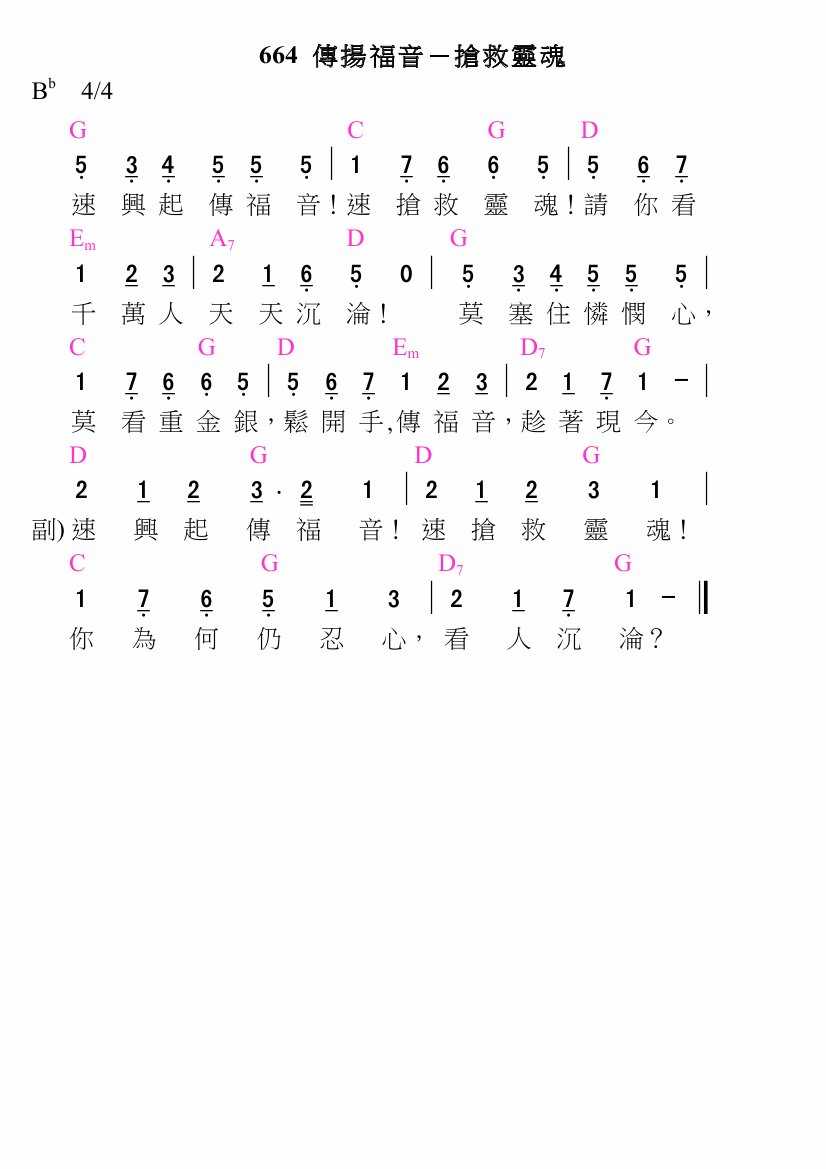 664 傳揚福音－搶救靈魂
Bb 4/4
G C G D
5 3 4 5 5 5 | 1 7 6 6 5 | 5 6 7
速 興 起 傳 福 音！速 搶 救 靈 魂！請 你 看
Em A7 D G
1 2 3 | 2 1 6 5 0 | 5 3 4 5 5 5 |
千 萬 人 天 天 沉 淪！ 莫 塞 住 憐 憫 心，
C G D Em D7 G
1 7 6 6 5 | 5 6 7 1 2 3 | 2 1 7 1 － |
莫 看 重 金 銀，鬆 開 手,傳 福 音，趁 著 現 今。
D G D G
2 1 2 3 · 2 1 | 2 1 2 3 1 |
副) 速 興 起 傳 福 音！ 速 搶 救 靈 魂！
C G D7 G
1 7 6 5 1 3 | 2 1 7 1 － ‖
你 為 何 仍 忍 心， 看 人 沉 淪？